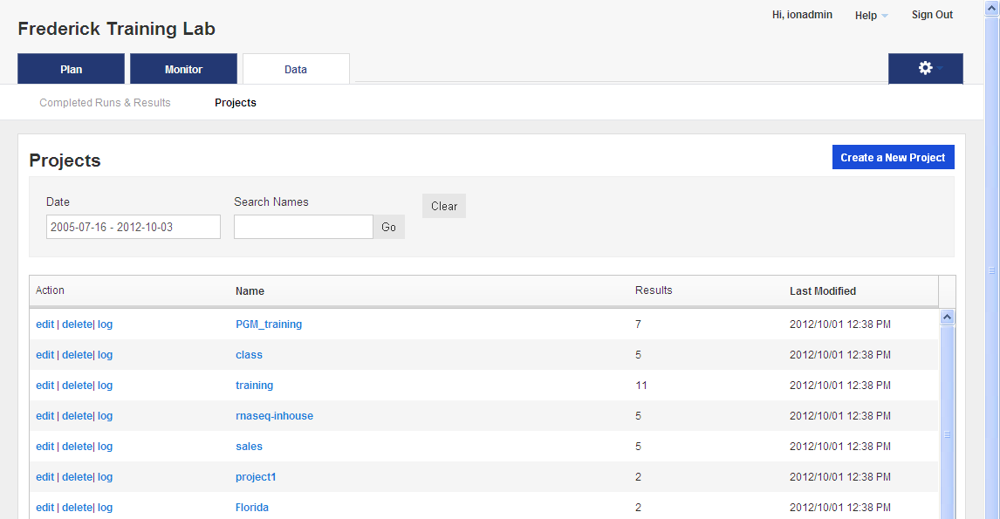 Hi, ionadmin Help Sign Out
Frederick Training Lab
Plan Monitor Data
Completed Runs & Results Projects
Projects
Create a New Project
Date Search Names Clear
2005-07-16 - 2012-10-03 Go
Action Name Results Last Modified
edit | delete| log PGM_training 7 2012/10/01 12:38 PM
edit | delete| log class 5 2012/10/01 12:38 PM
edit | delete| log training 11 2012/10/01 12:38 PM
edit | delete| log rnaseq-inhouse 5 2012/10/01 12:38 PM
edit | delete| log sales 5 2012/10/01 12:38 PM
edit | delete| log project1 2 2012/10/01 12:38 PM
edit | delete| log Florida 2 2012/10/01 12:38 PM